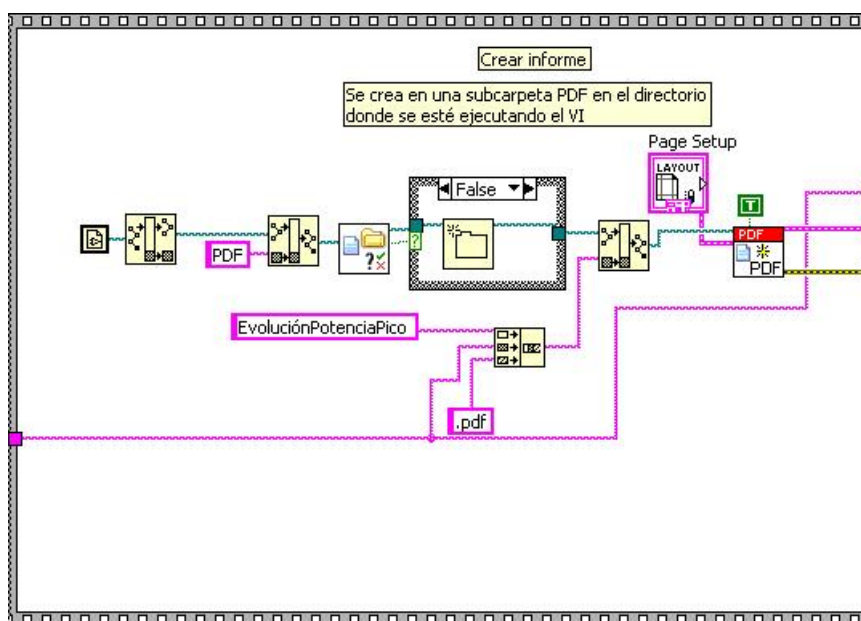 Crear informe
Se crea en una subcarpeta PDF en el directorio
donde se esté ejecutando el VI
Page Setup
LAYOUT
False
T
PDF
PDF
?
PDF
EvoluciónPotenciaPico
.pdf